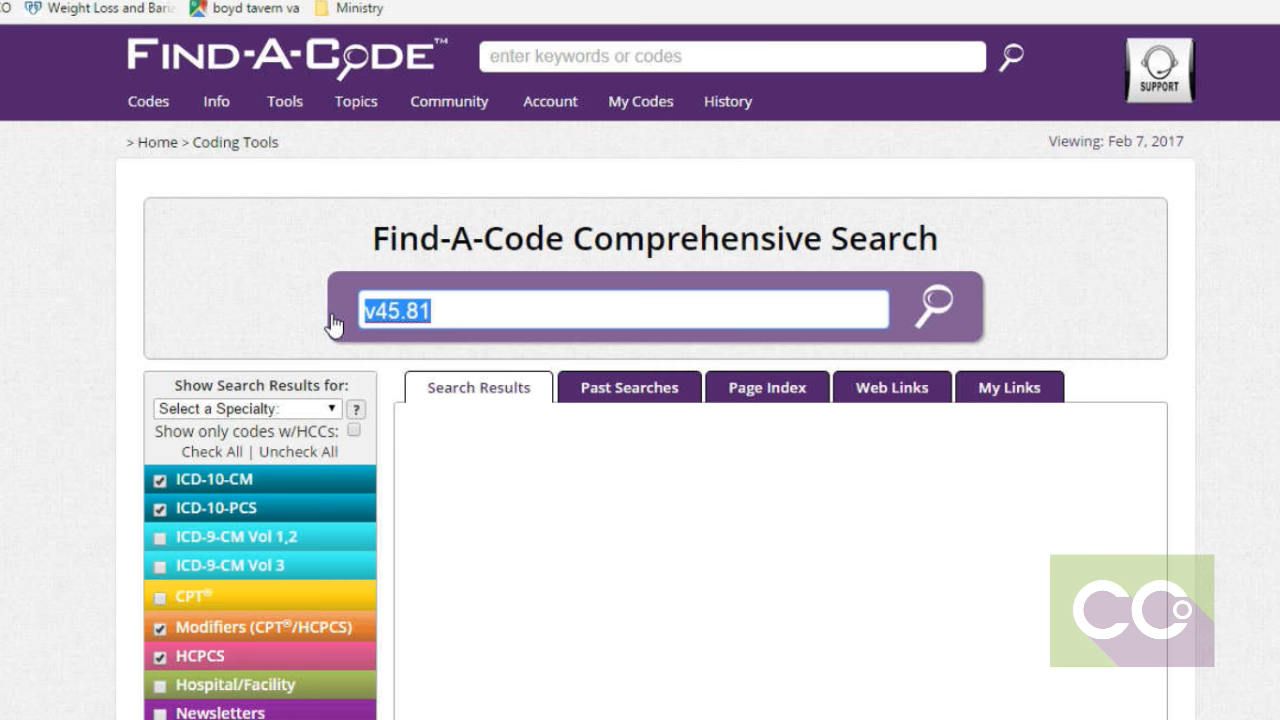 Weight Loss and Baria boyd tavern va Ministry
FIND-A-CODE™ enter keywords or codes
SUPPORT
Codes Info Tools Topics Community Account My Codes History
> Home > Coding Tools Viewing: Feb 7, 2017
Find-A-Code Comprehensive Search
v45.81
Show Search Results for:
Select a Specialty: ?
Show only codes w/HCCs:
Check All | Uncheck All
Search Results Past Searches Page Index Web Links My Links
ICD-10-CM
ICD-10-PCS
ICD-9-CM Vol 1,2
ICD-9-CM Vol 3
CPT®
Modifiers (CPT®/HCPCS)
HCPCS
Hospital/Facility
Newsletters
CCO